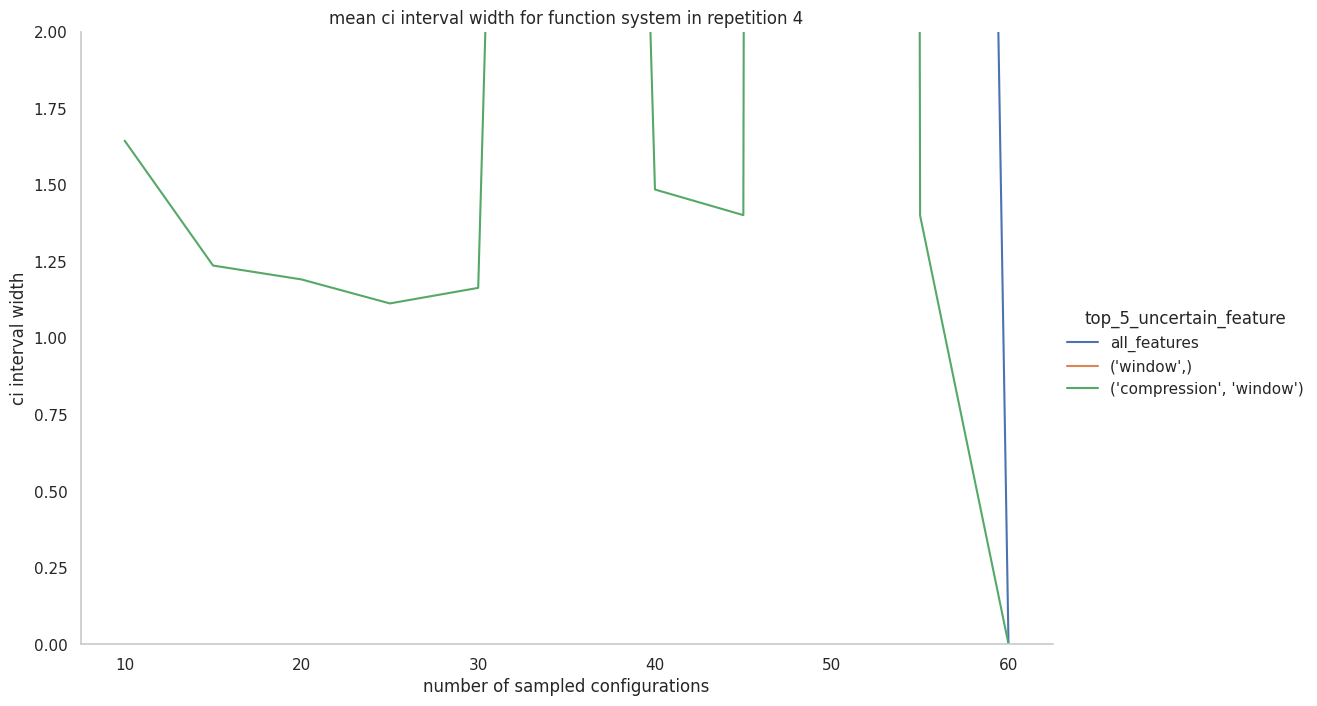 mean ci interval width for function system in repetition 4
2.00
1.75
1.50
1.25
1.00
0.75
0.50
0.25
0.00
ci interval width
10
20
30
40
50
60
number of sampled configurations
top_5_uncertain_feature
all_features
('window',)
('compression', 'window')